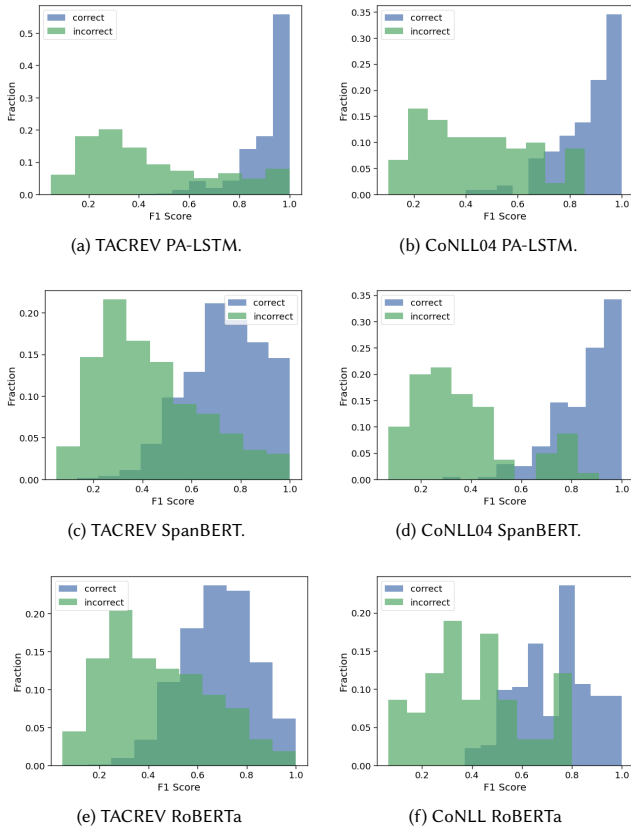 correct
incorrect
Fraction
0.5
0.4
0.3
0.2
0.1
0.0
0.2
0.4
0.6
0.8
1.0
F1 Score
(a) TACREV PA-LSTM.
correct
incorrect
Fraction
0.35
0.30
0.25
0.20
0.15
0.10
0.05
0.00
0.2
0.4
0.6
0.8
1.0
F1 Score
(b) CoNLL04 PA-LSTM.
correct
incorrect
Fraction
0.20
0.15
0.10
0.05
0.00
0.2
0.4
0.6
0.8
1.0
F1 Score
(c) TACREV SpanBERT.
correct
incorrect
Fraction
0.35
0.30
0.25
0.20
0.15
0.10
0.05
0.00
0.2
0.4
0.6
0.8
1.0
F1 Score
(d) CoNLL04 SpanBERT.
correct
incorrect
Fraction
0.20
0.15
0.10
0.05
0.00
0.0
0.2
0.4
0.6
0.8
1.0
F1 Score
(e) TACREV RoBERTa
correct
incorrect
Fraction
0.20
0.15
0.10
0.05
0.00
0.2
0.4
0.6
0.8
1.0
F1 Score
(f) CoNLL RoBERTa